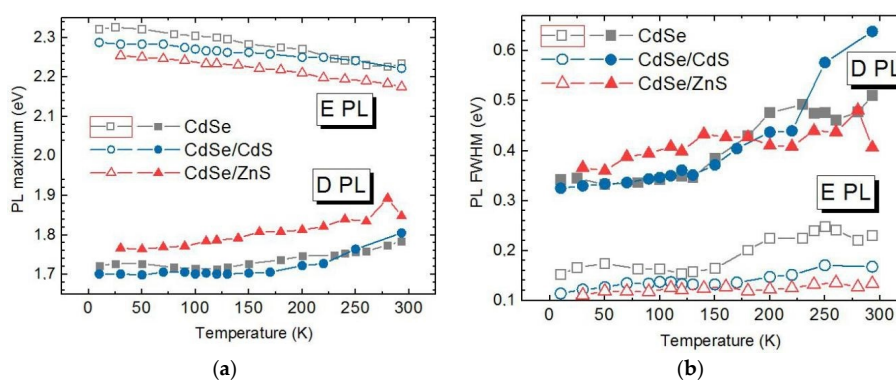 2.3
2.2
2.1
2.0
1.9
1.8
1.7
PL maximum (eV)
E PL
CdSe
CdSe/CdS
CdSe/ZnS
D PL
0 50 100 150 200 250 300
Temperature (K)
(a)
0.6
0.5
0.4
0.3
0.2
0.1
PL FWHM (eV)
CdSe
CdSe/CdS
CdSe/ZnS
D PL
E PL
0 50 100 150 200 250 300
Temperature (K)
(b)